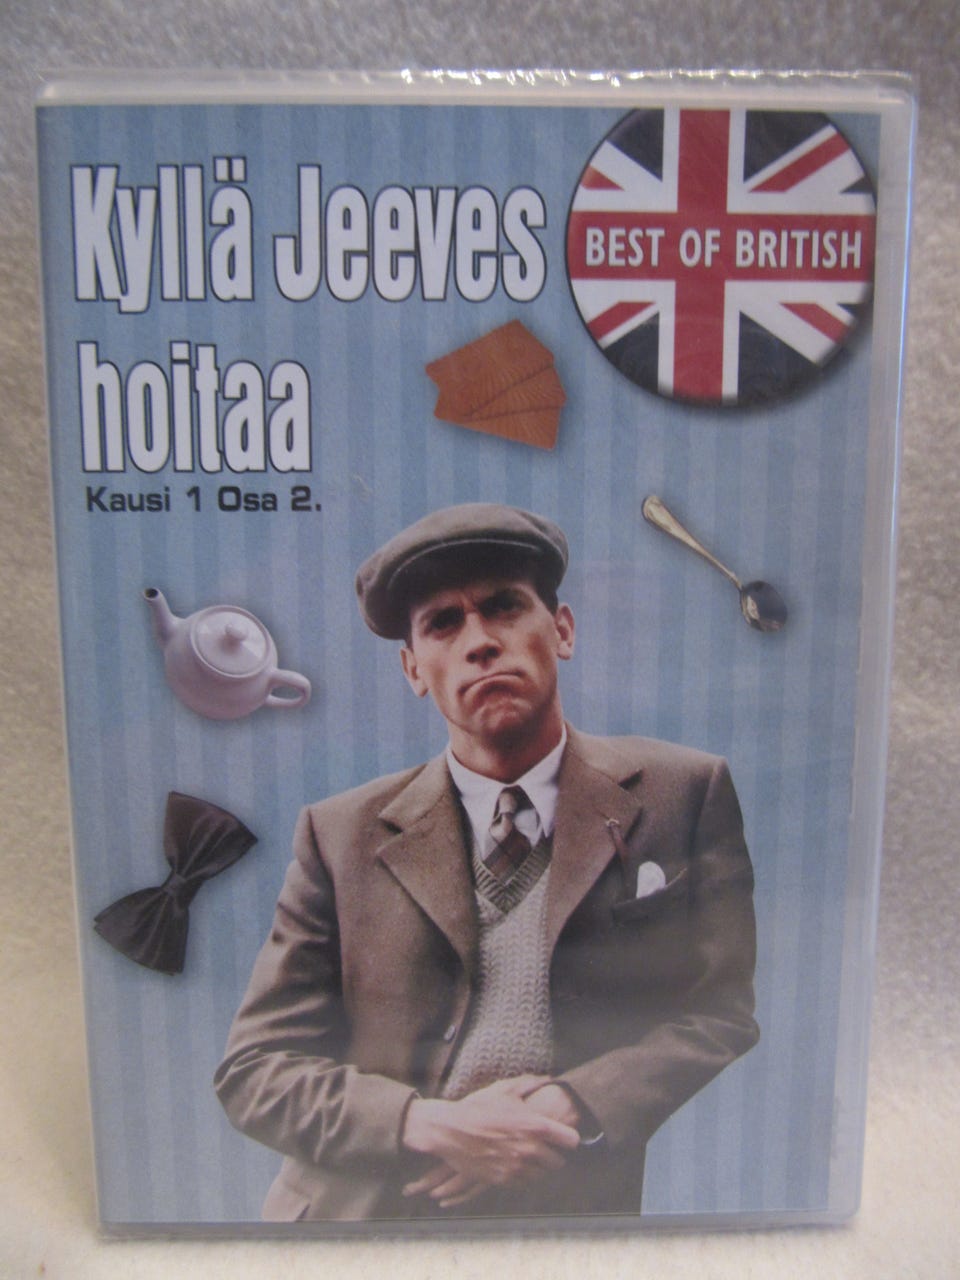 Kyllä Jeeves
hoitaa
Kausi 1 Osa 2.
BEST OF BRITISH